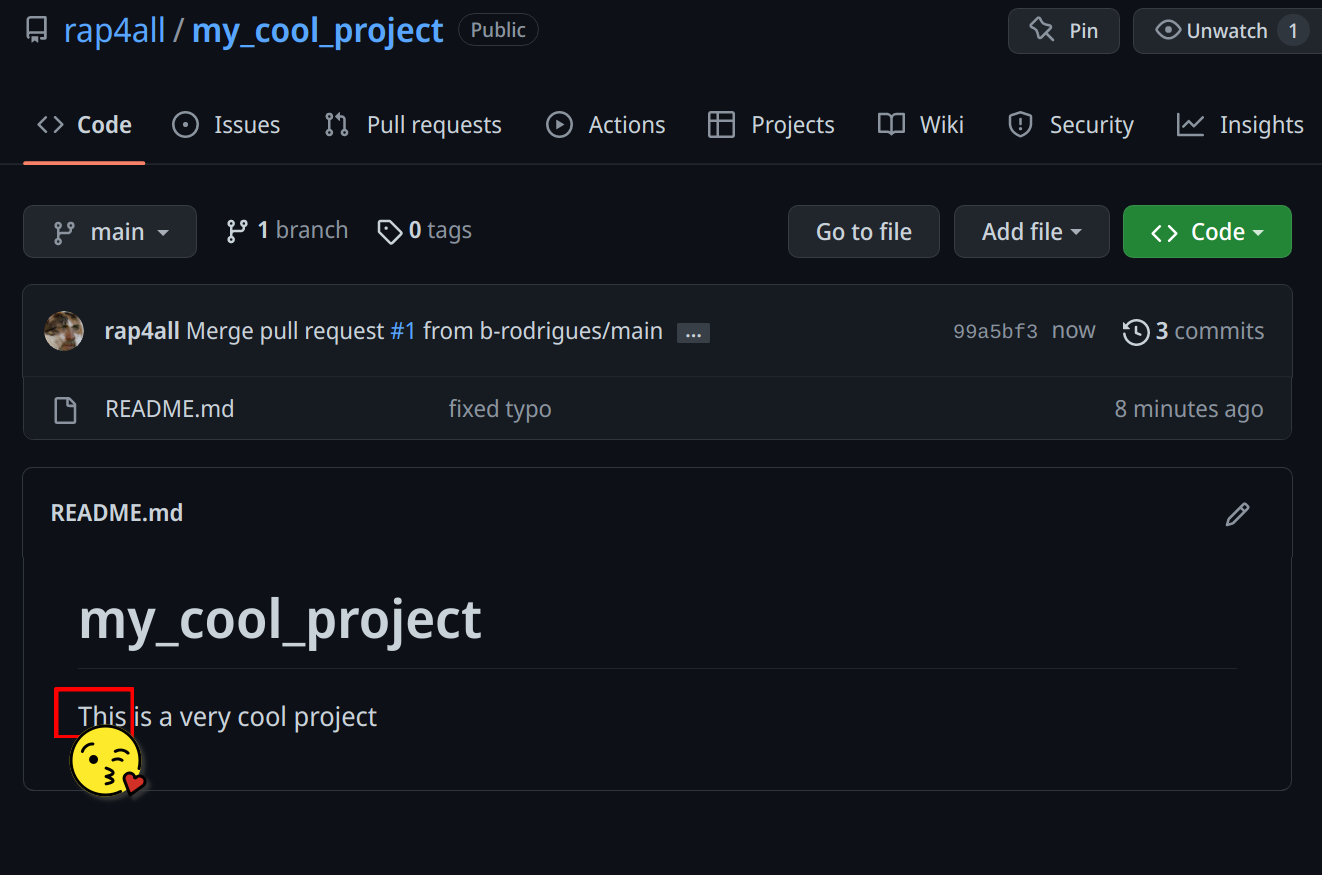 rap4all / my_cool_project Public Pin Unwatch 1
Code Issues Pull requests Actions Projects Wiki Security Insights
main 1 branch 0 tags Go to file Add file Code
rap4all Merge pull request #1 from b-rodrigues/main ... 99a5bf3 now 3 commits
README.md fixed typo 8 minutes ago
README.md
my_cool_project
This is a very cool project